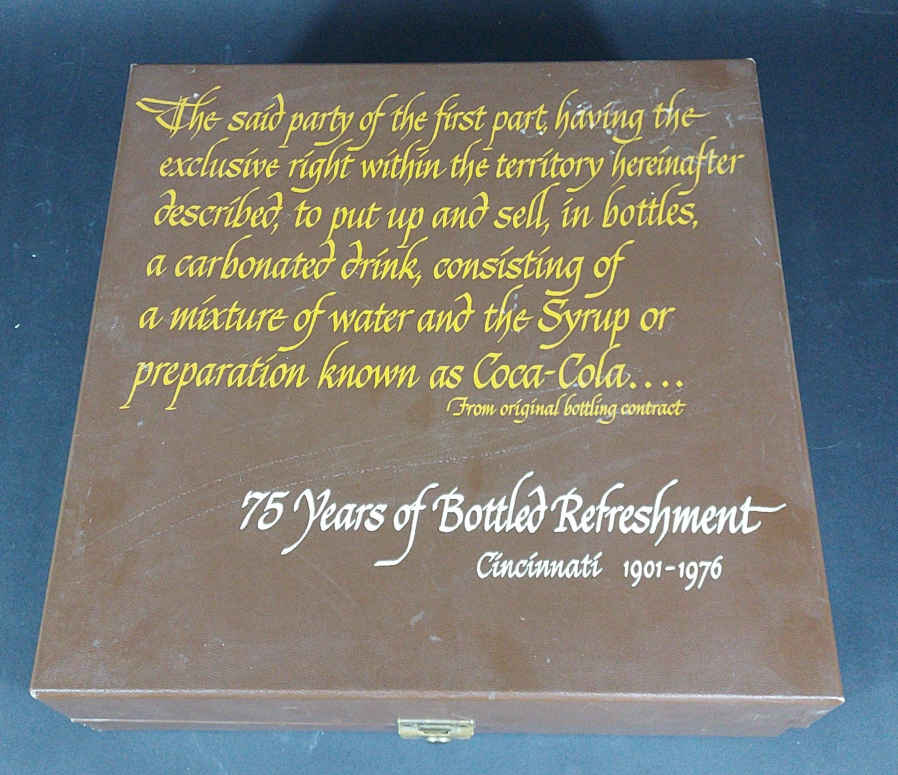 The said party of the first part, having the
exclusive right within the territory hereinafter
described, to put up and sell, in bottles,
a carbonated drink, consisting of
a mixture of water and the Syrup or
preparation known as Coca-Cola....
From original bottling contract
75 Years of Bottled Refreshment
Cincinnati 1901-1976